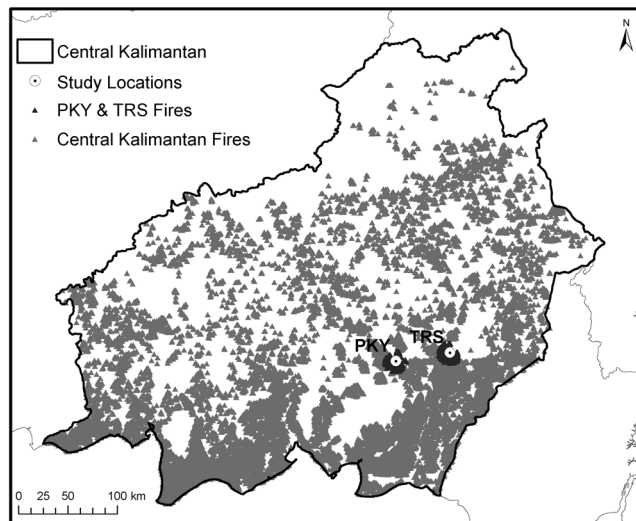 N
Central Kalimantan
Study Locations
PKY & TRS Fires
Central Kalimantan Fires
PKY TRS
0 25 50 100 km